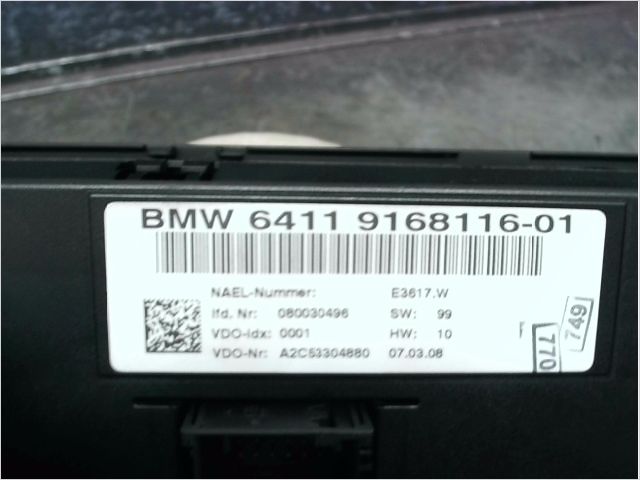 BMW 6411 9168116-01
NAEL-Nummer: E3617.W
lfd. Nr: 080030496 SW: 99
VDO-Idx: 0001 HW: 10
VDO-Nr: A2C53304880 07.03.08
770
749